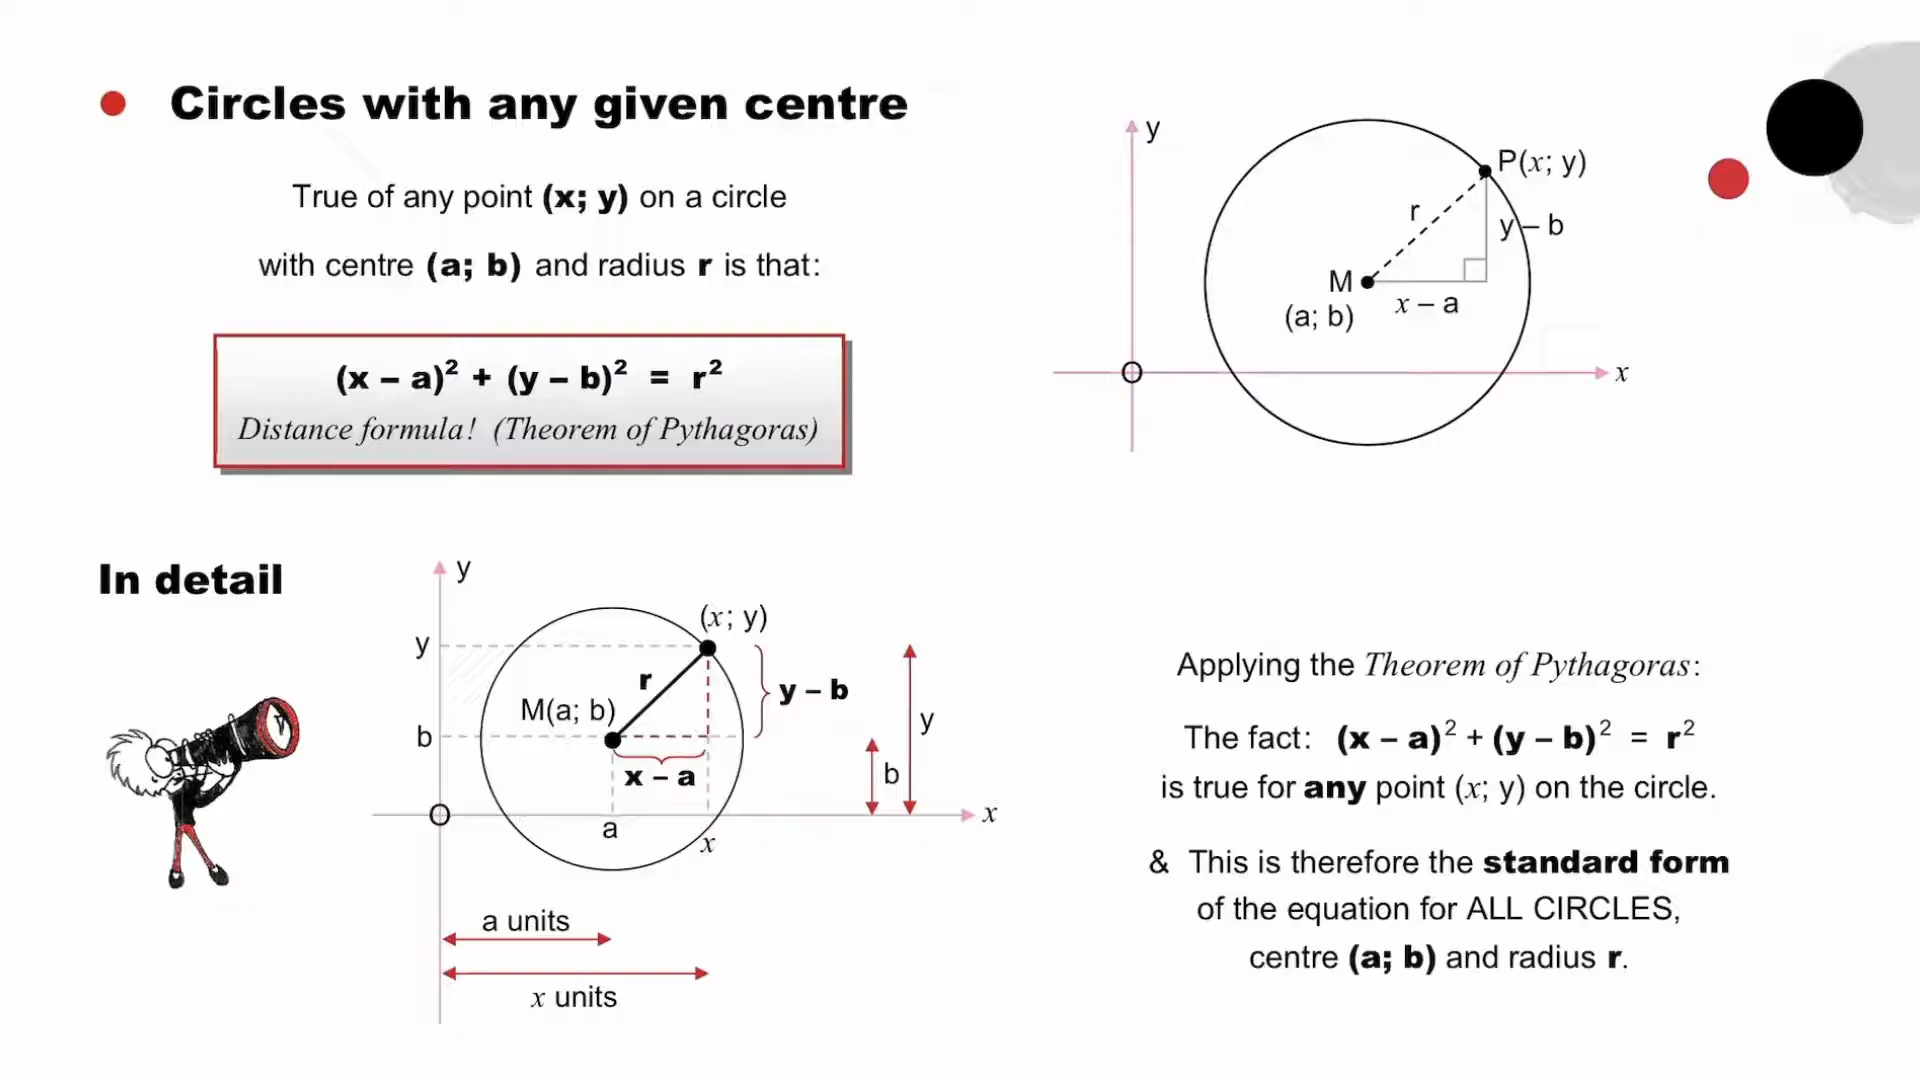 Circles with any given centre
True of any point (x; y) on a circle
with centre (a; b) and radius r is that:
(x – a)² + (y – b)² = r²
Distance formula! (Theorem of Pythagoras)
y
P(x; y)
r
y – b
M
(a; b)
x – a
O
x
In detail
y
(x; y)
y
r
y – b
M(a; b)
y
b
x – a
b
O
a
x
x
a units
x units
Applying the Theorem of Pythagoras:
The fact: (x – a)² + (y – b)² = r²
is true for any point (x; y) on the circle.
& This is therefore the standard form
of the equation for ALL CIRCLES,
centre (a; b) and radius r.